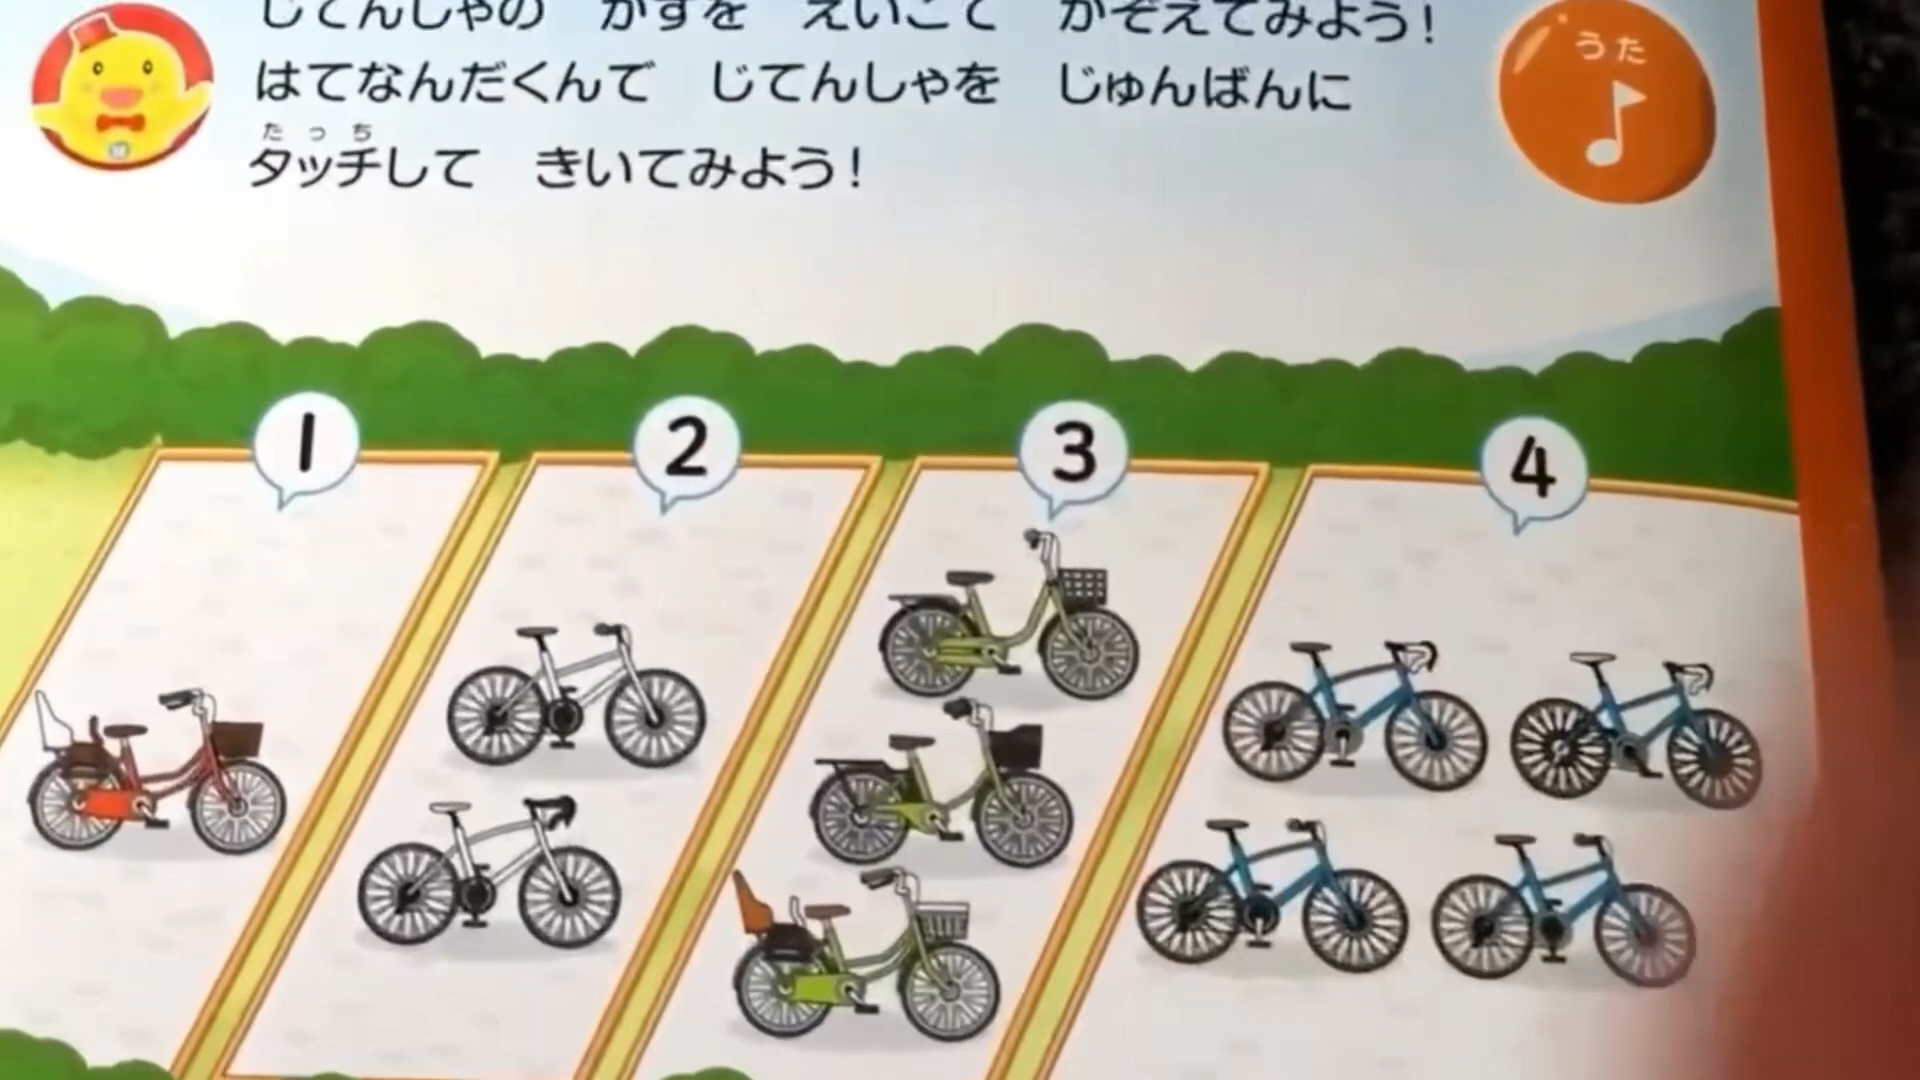 じてんしゃの　かずを　えいごで　かぞえてみよう！
はてなんだくんで　じてんしゃを　じゅんばんに
たっち
タッチして　きいてみよう！
うた
1
2
3
4